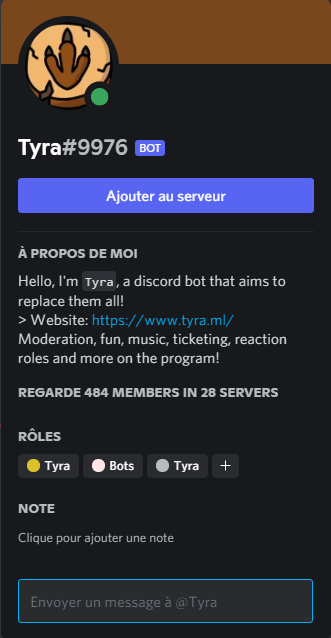 Tyra#9976 BOT
Ajouter au serveur
À PROPOS DE MOI
Hello, I'm Tyra, a discord bot that aims to
replace them all!
> Website: https://www.tyra.ml/
Moderation, fun, music, ticketing, reaction
roles and more on the program!
REGARDE 484 MEMBERS IN 28 SERVERS
RÔLES
Tyra Bots Tyra +
NOTE
Clique pour ajouter une note
Envoyer un message à @Tyra